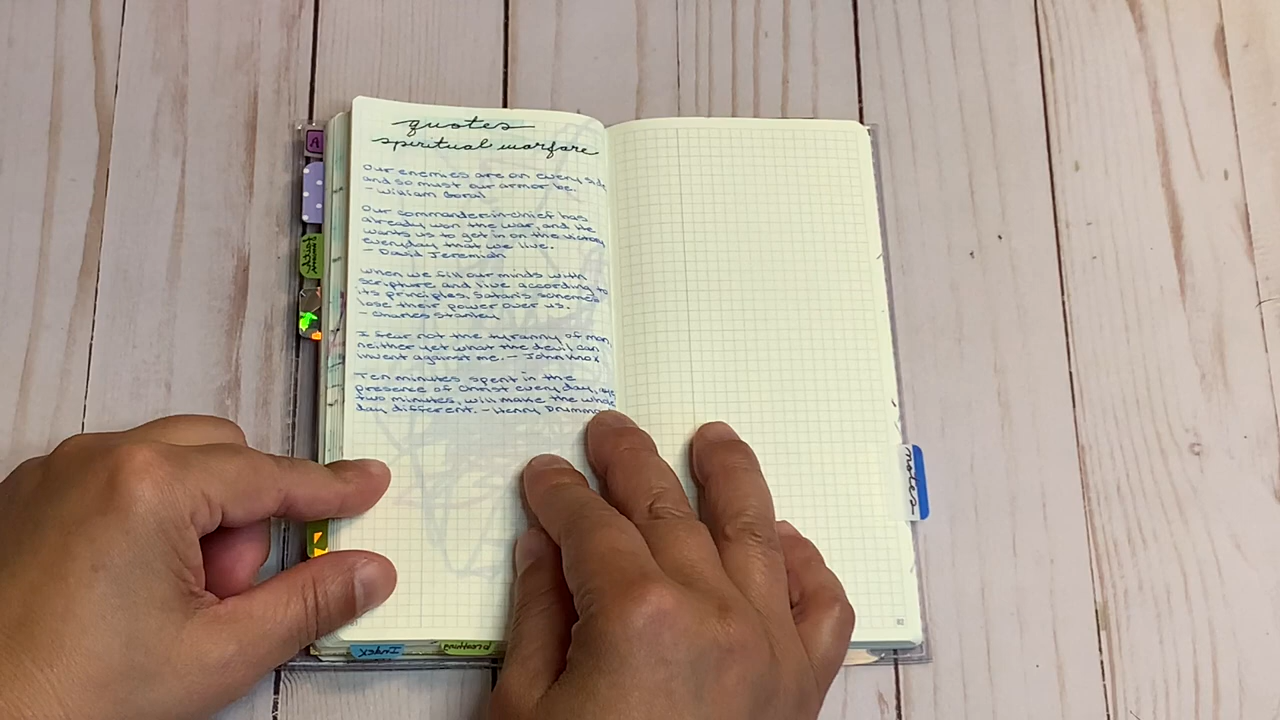 quotes
spiritual warfare
Our enemies are on every side
and so must our armor be.
- William
Our commander-in-chief has
already won the war, and He
wants us to get in on the victory
everyday that we live.
- David Jeremiah
When we fill our minds with
scripture and live according to
its principles, Satan's schemes
lose their power over us.
- Charles Stanley
I fear not the tyranny of man,
neither yet what the devil can
invent against me. - John Knox
Ten minutes spent in the
presence of Christ every day,
two minutes, will make the whole
day different. - Henry
A
notes
Index
planning